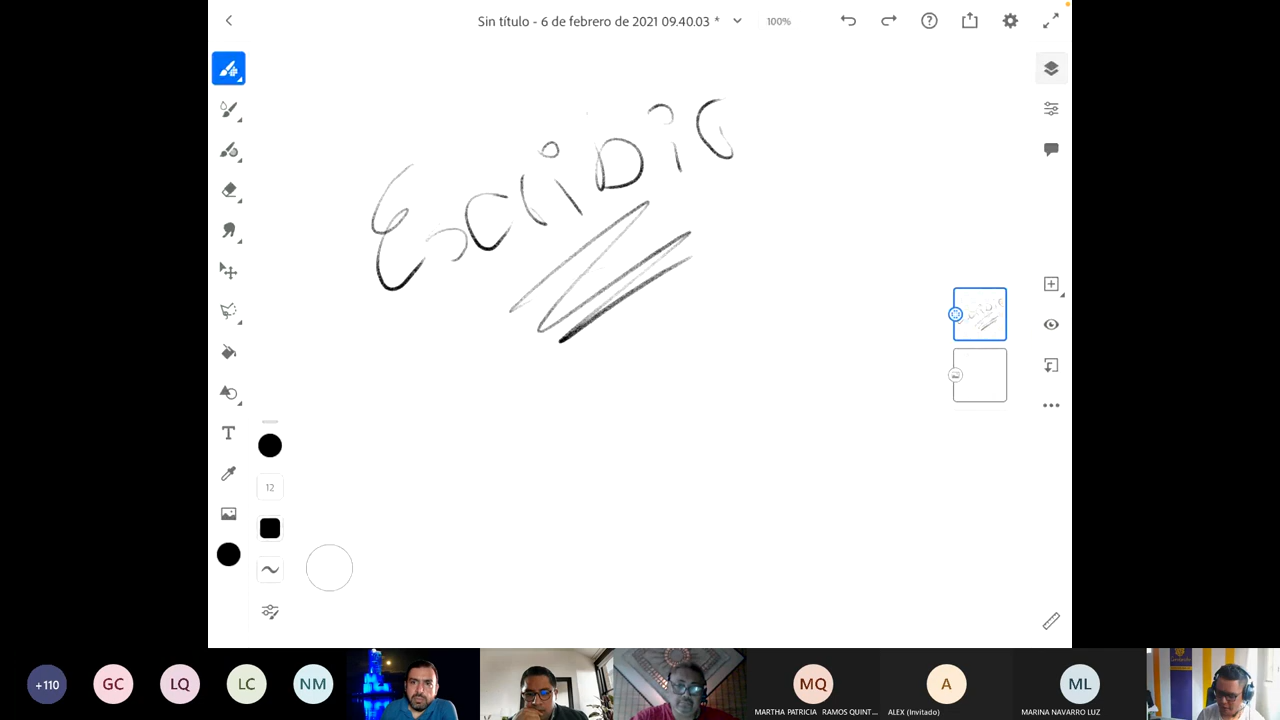 Sin título - 6 de febrero de 2021 09.40.03 *
100%
12
+110
GC
LQ
LC
NM
MQ
MARTHA PATRICIA RAMOS QUINT...
A
ALEX (Invitado)
ML
MARINA NAVARRO LUZ